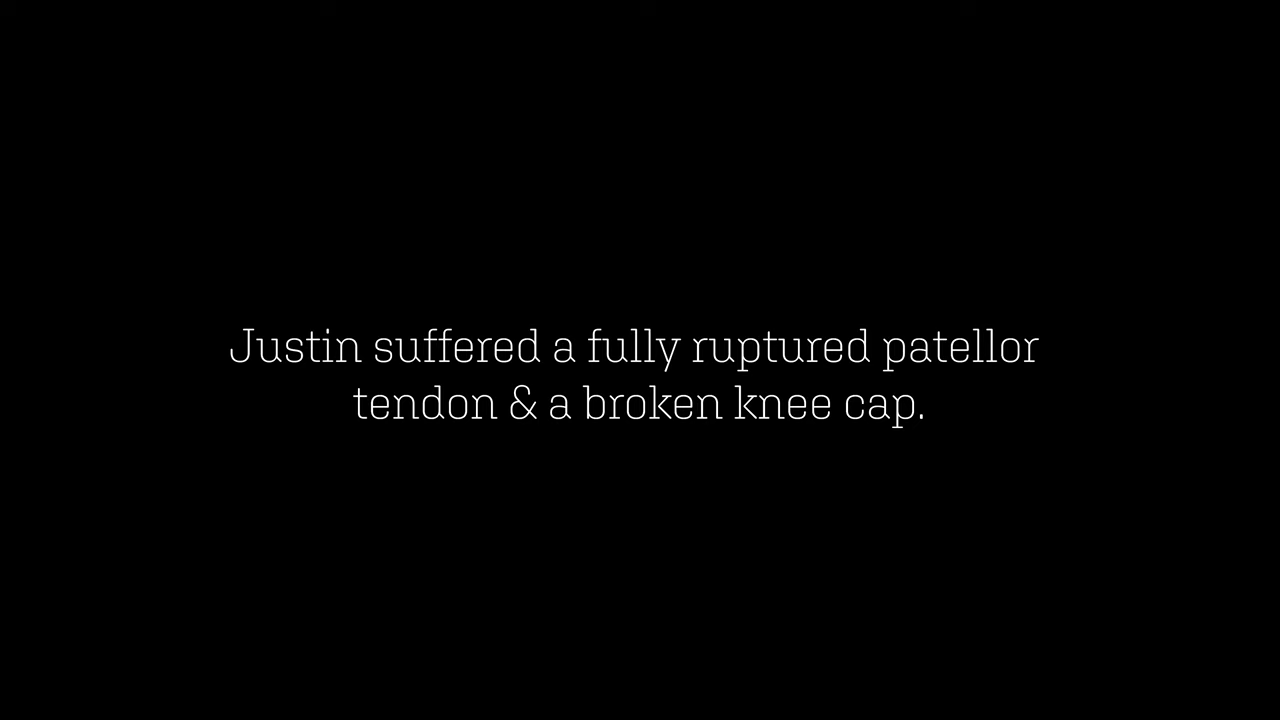 Justin suffered a fully ruptured patellor
tendon & a broken knee cap.